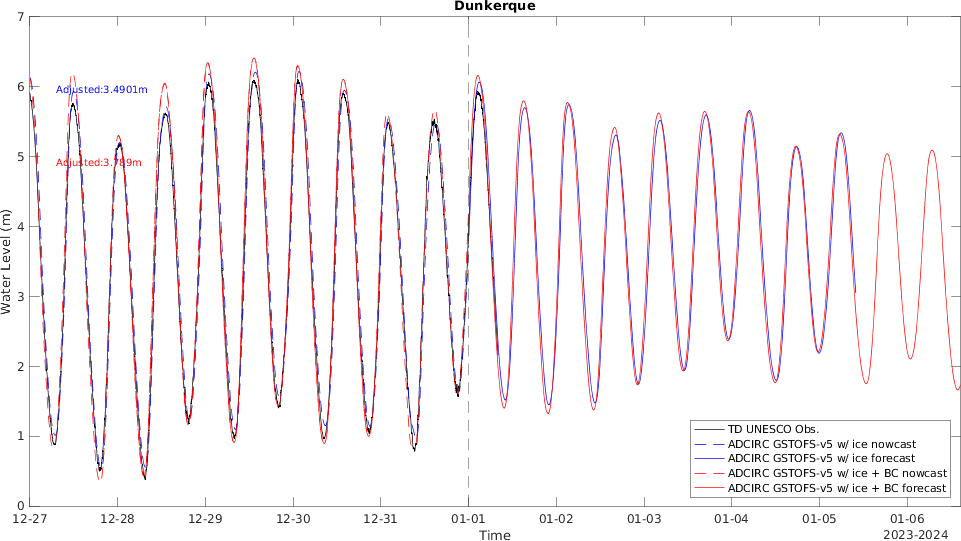 Dunkerque
7
6
5
4
3
2
1
0
Water Level (m)
Adjusted:3.4901m
Adjusted:3.789m
TD UNESCO Obs.
ADCIRC GSTOFS-v5 w/ ice nowcast
ADCIRC GSTOFS-v5 w/ ice forecast
ADCIRC GSTOFS-v5 w/ ice + BC nowcast
ADCIRC GSTOFS-v5 w/ ice + BC forecast
12-27 12-28 12-29 12-30 12-31 01-01 01-02 01-03 01-04 01-05 01-06
Time
2023-2024